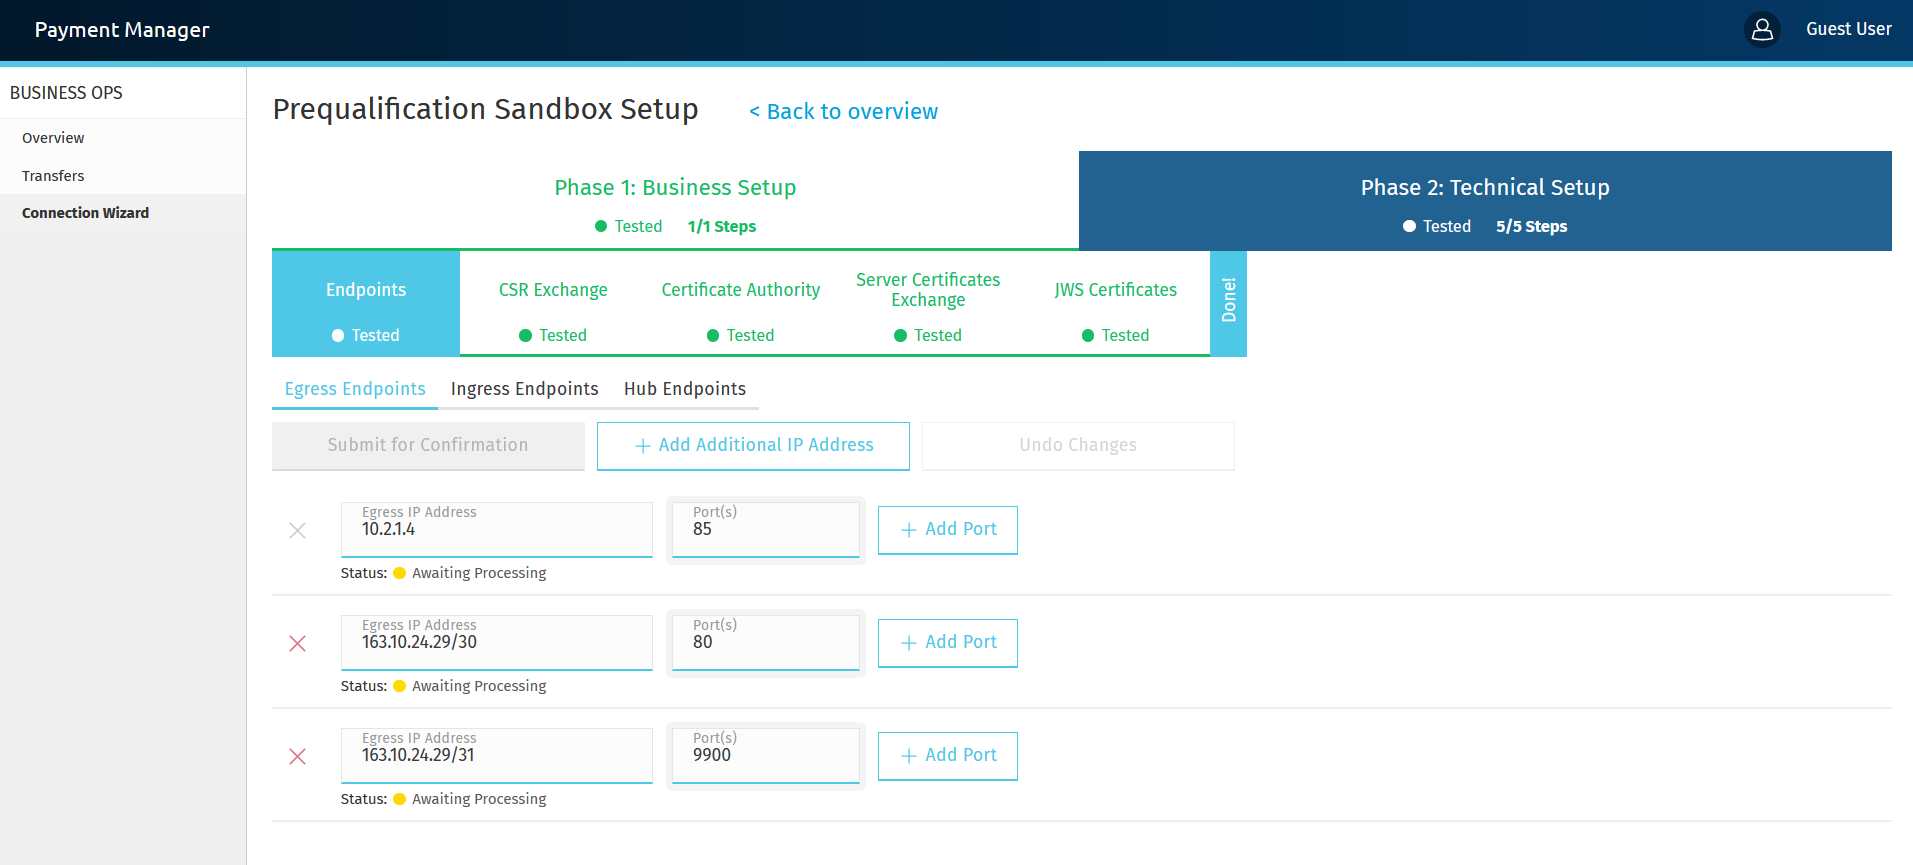 Payment Manager
Guest User
BUSINESS OPS
Overview
Transfers
Connection Wizard
Prequalification Sandbox Setup
< Back to overview
Phase 1: Business Setup
Tested 1/1 Steps
Phase 2: Technical Setup
Tested 5/5 Steps
Endpoints
Tested
CSR Exchange
Tested
Certificate Authority
Tested
Server Certificates
Exchange
Tested
JWS Certificates
Tested
Done!
Egress Endpoints
Ingress Endpoints
Hub Endpoints
Submit for Confirmation
+ Add Additional IP Address
Undo Changes
Egress IP Address
10.2.1.4
Port(s)
85
+ Add Port
Status: Awaiting Processing
Egress IP Address
163.10.24.29/30
Port(s)
80
+ Add Port
Status: Awaiting Processing
Egress IP Address
163.10.24.29/31
Port(s)
9900
+ Add Port
Status: Awaiting Processing